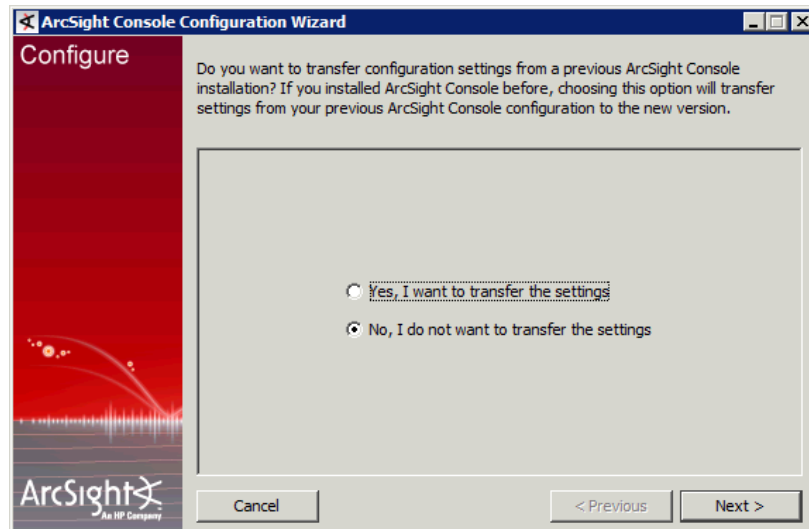 ArcSight Console Configuration Wizard
Configure
Do you want to transfer configuration settings from a previous ArcSight Console
installation? If you installed ArcSight Console before, choosing this option will transfer
settings from your previous ArcSight Console configuration to the new version.
Yes, I want to transfer the settings
No, I do not want to transfer the settings
ArcSight
An HP Company
Cancel
< Previous
Next >